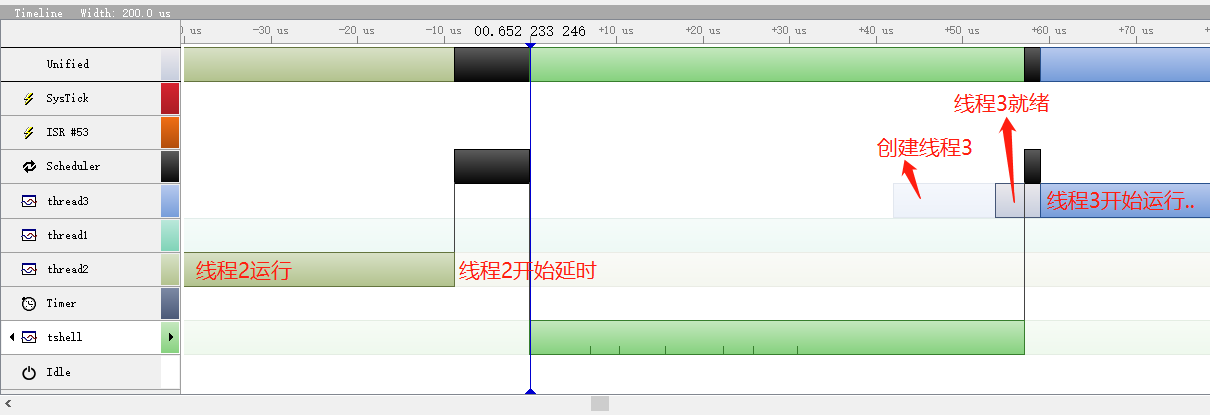 Timeline Width: 200.0 us
0 us -30 us -20 us -10 us 00.652 233 246 +10 us +20 us +30 us +40 us +50 us +60 us +70 us
Unified
SysTick
线程3就绪
ISR #53
创建线程3
Scheduler
thread3
线程3开始运行..
thread1
thread2
线程2运行
线程2开始延时
Timer
tshell
Idle